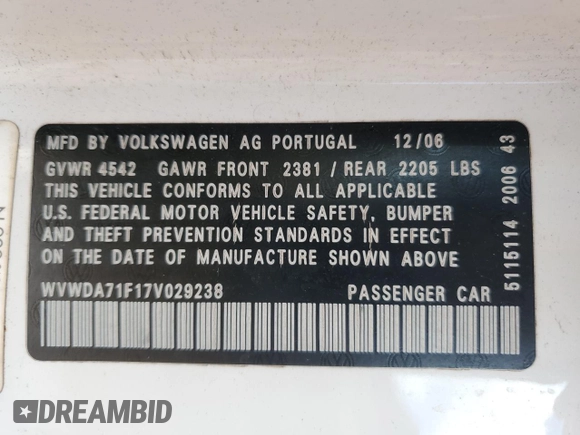 MFD BY VOLKSWAGEN AG PORTUGAL 12/06
GVWR 4542 GAWR FRONT 2381 / REAR 2205 LBS
THIS VEHICLE CONFORMS TO ALL APPLICABLE
U.S. FEDERAL MOTOR VEHICLE SAFETY, BUMPER
AND THEFT PREVENTION STANDARDS IN EFFECT
ON THE DATE OF MANUFACTURE SHOWN ABOVE
WVWDA71F17V029238 PASSENGER CAR
5115114 2006 43
DREAMBID